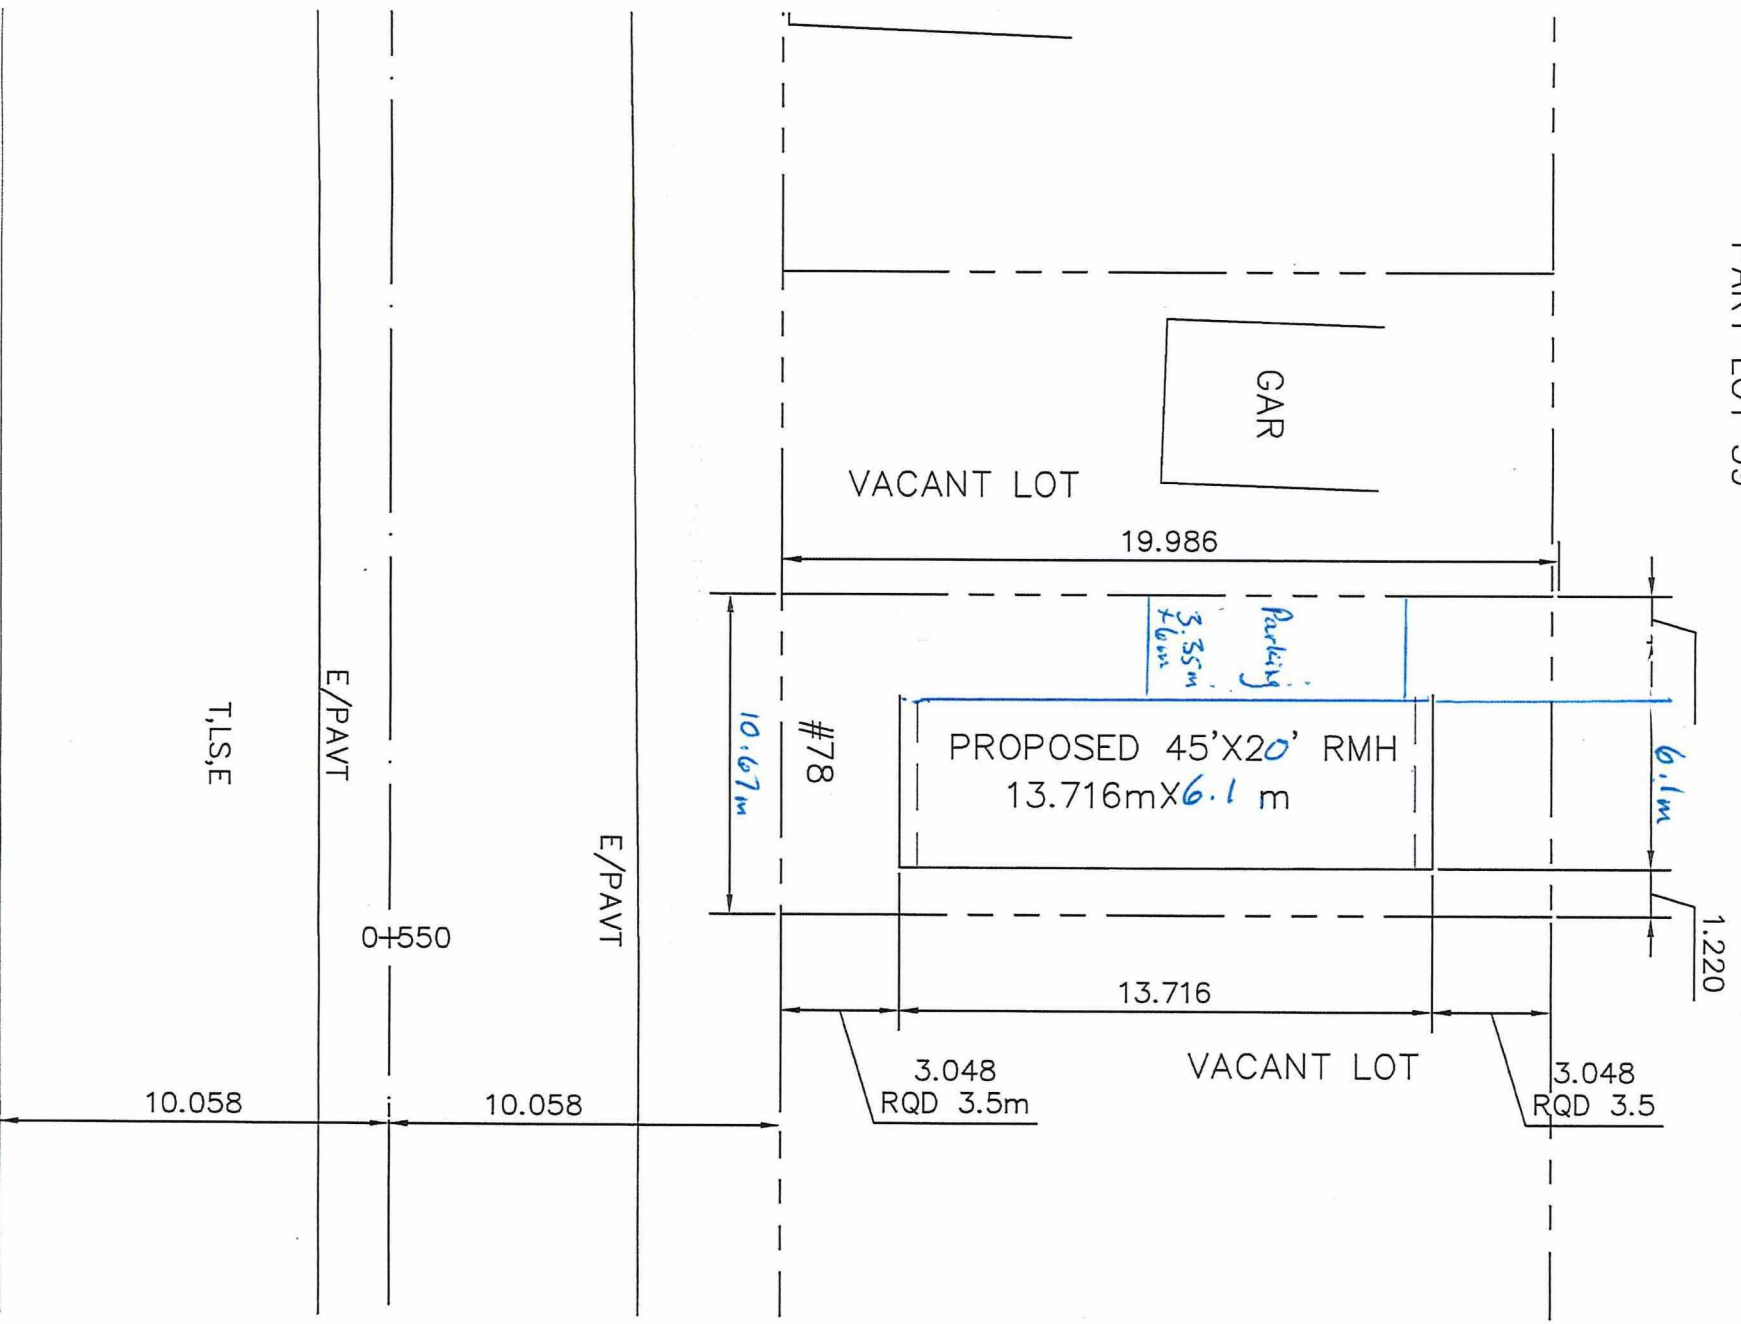 GAR
VACANT LOT
19.986
Parking
3.35m
x6m
#78
10.67m
PROPOSED 45'X20' RMH
13.716mX6.1 m
6.1m
1.220
13.716
3.048
RQD 3.5m
VACANT LOT
3.048
RQD 3.5
E/PAVT
E/PAVT
T,LS,E
0+550
10.058
10.058